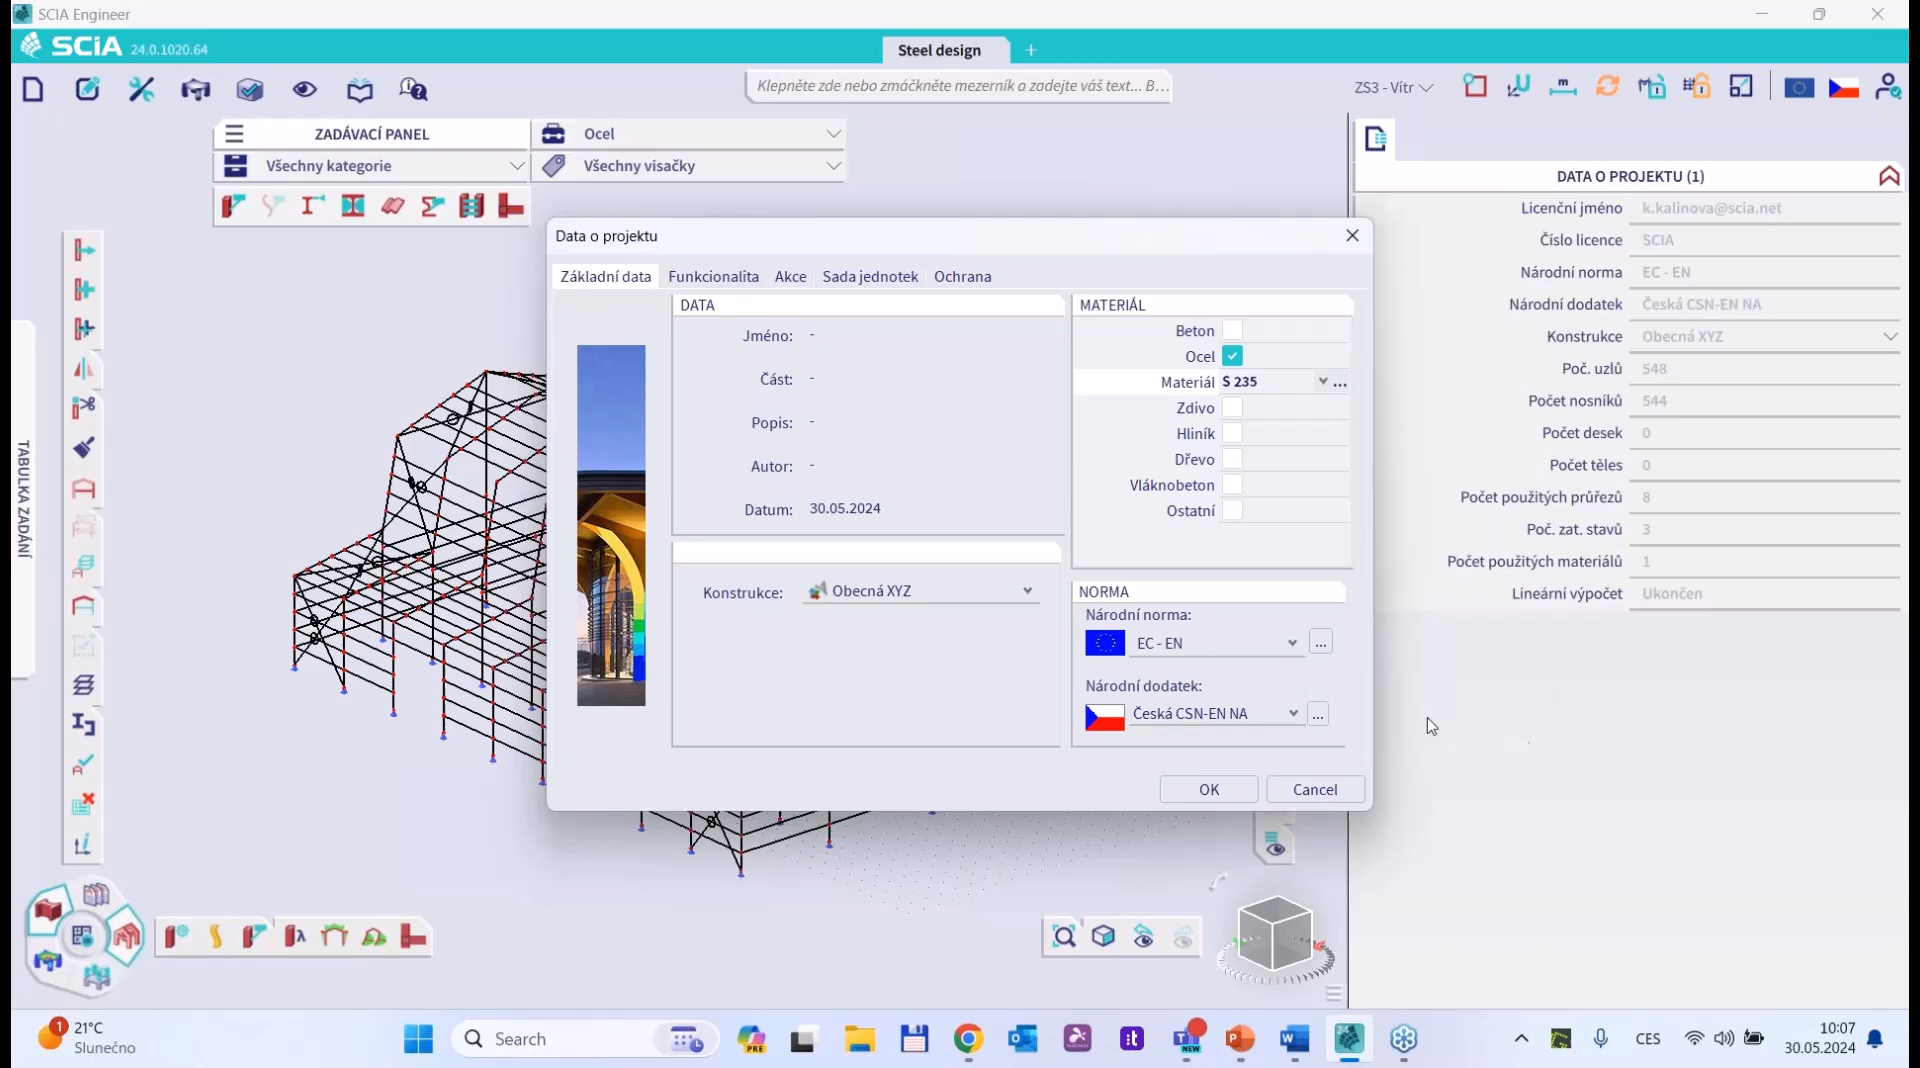 SCIA Engineer
SCIA 24.0.1020.64
Steel design
+
Klepněte zde nebo zmáčkněte mezerník a zadejte váš text... B...
ZS3 - Vítr
ZADÁVACÍ PANEL
Ocel
Všechny kategorie
Všechny visačky
TABULKA ZADÁNÍ
DATA O PROJEKTU (1)
Licenční jméno k.kalinova@scia.net
Číslo licence SCIA
Národní norma EC - EN
Národní dodatek Česká CSN-EN NA
Konstrukce Obecná XYZ
Poč. uzlů 548
Počet nosníků 544
Počet desek 0
Počet těles 0
Počet použitých průřezů 8
Poč. zat. stavů 3
Počet použitých materiálů 1
Lineární výpočet Ukončen
Data o projektu
Základní data Funkcionalita Akce Sada jednotek Ochrana
DATA
Jméno: -
Část: -
Popis: -
Autor: -
Datum: 30.05.2024
Konstrukce: Obecná XYZ
MATERIÁL
Beton
Ocel
Materiál S 235 ...
Zdivo
Hliník
Dřevo
Vláknobeton
Ostatní
NORMA
Národní norma:
EC - EN ...
Národní dodatek:
Česká CSN-EN NA ...
OK Cancel
1
21°C
Slunečno
Search
PRE
NEW
CES
10:07
30.05.2024